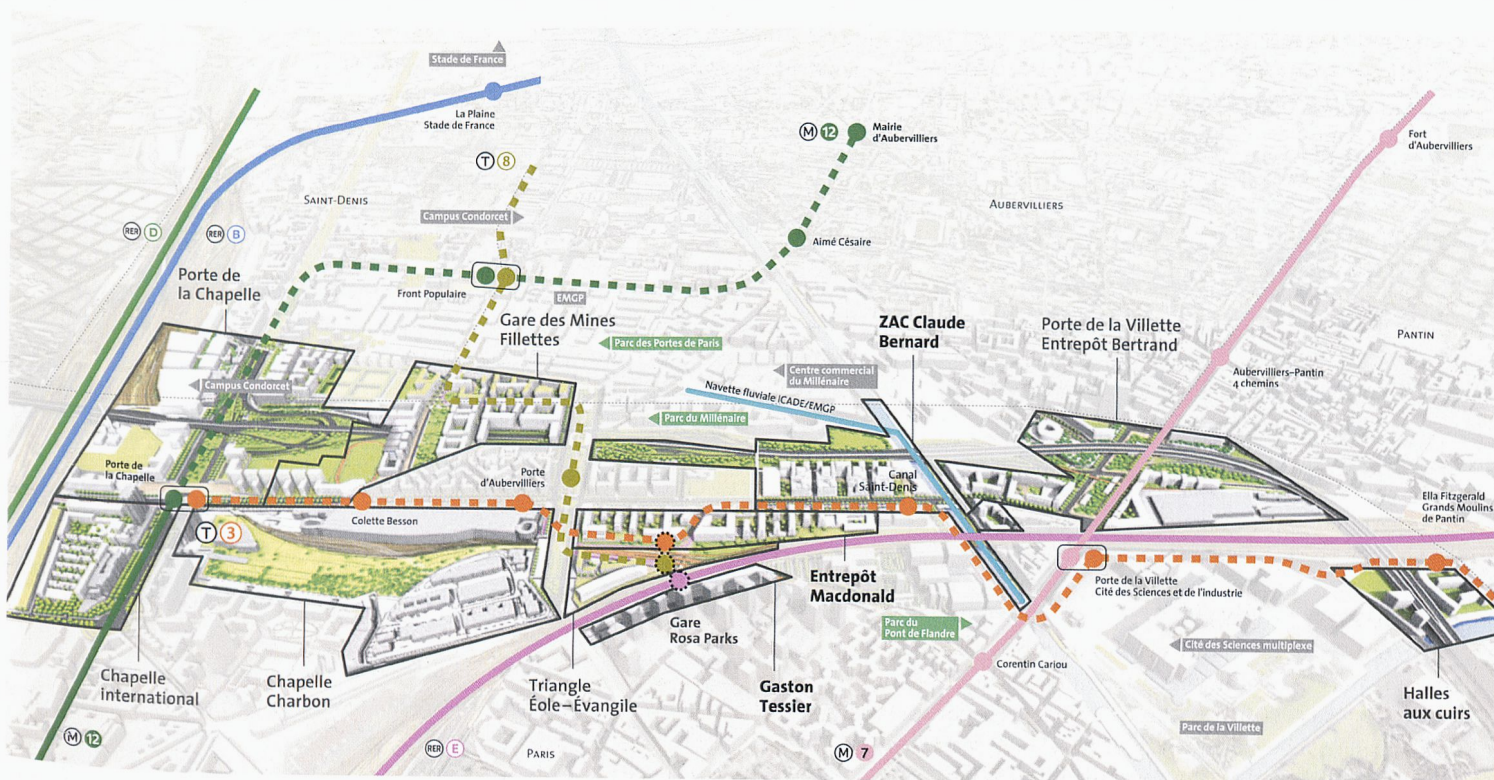 Stade de France
La Plaine
Stade de France
T 8
M 12
Mairie
d'Aubervilliers
Fort
d'Aubervilliers
SAINT-DENIS
Campus Condorcet
AUBERVILLIERS
RER D
RER B
Aimé Césaire
Porte de
la Chapelle
Front Populaire
EMGP
Gare des Mines
Fillettes
Parc des Portes de Paris
ZAC Claude
Bernard
Porte de la Villette
Entrepôt Bertrand
PANTIN
Campus Condorcet
Centre commercial
du Millénaire
Aubervilliers–Pantin
4 chemins
Navette fluviale ICADE/EMGP
Parc du Millénaire
Porte de
la Chapelle
Porte
d'Aubervilliers
Canal
Saint-Denis
Ella Fitzgerald
Grands Moulins
de Pantin
Colette Besson
T 3
Entrepôt
Macdonald
Porte de la Villette
Cité des Sciences et de l'industrie
Gare
Rosa Parks
Parc du
Pont de Flandre
Cité des Sciences multiplexe
Corentin Cariou
Chapelle
international
Chapelle
Charbon
Triangle
Éole–Évangile
Gaston
Tessier
Halles
aux cuirs
Parc de la Villette
M 12
RER E
PARIS
M 7